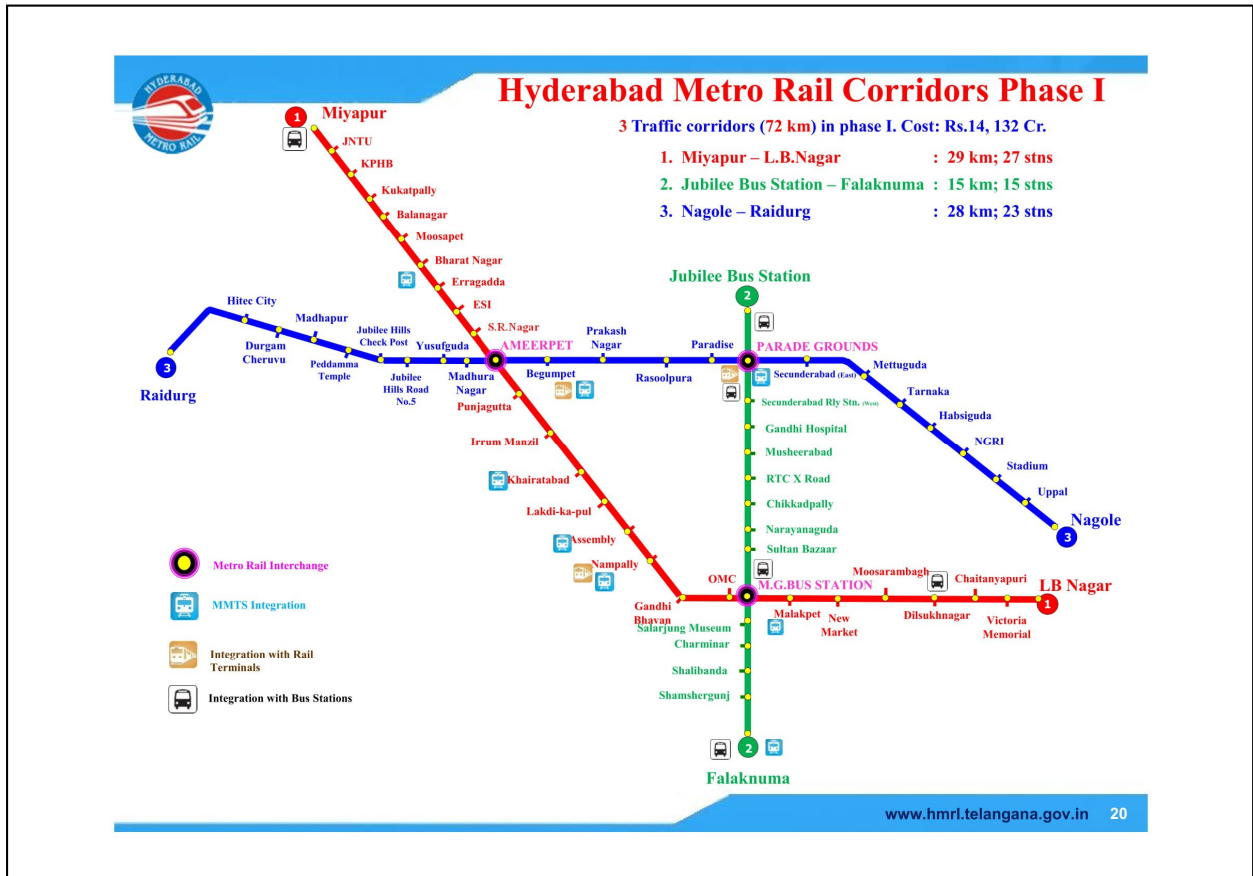 HYDERABAD
METRO RAIL
Hyderabad Metro Rail Corridors Phase I
3 Traffic corridors (72 km) in phase I. Cost: Rs.14, 132 Cr.
1. Miyapur – L.B.Nagar : 29 km; 27 stns
2. Jubilee Bus Station – Falaknuma : 15 km; 15 stns
3. Nagole – Raidurg : 28 km; 23 stns
1
Miyapur
JNTU
KPHB
Kukatpally
Balanagar
Moosapet
Bharat Nagar
Erragadda
ESI
S.R.Nagar
AMEERPET
Jubilee Bus Station
2
Hitec City
Durgam
Cheruvu
Madhapur
Peddamma
Temple
Jubilee Hills
Check Post
Jubilee
Hills Road
No.5
Yusufguda
Madhura
Nagar
3
Raidurg
Begumpet
Prakash
Nagar
Rasoolpura
Paradise
PARADE GROUNDS
Secunderabad (East)
Mettuguda
Tarnaka
Habsiguda
NGRI
Stadium
Uppal
Nagole
3
Punjagutta
Irrum Manzil
Khairatabad
Lakdi-ka-pul
Assembly
Nampally
Gandhi
Bhavan
OMC
Secunderabad Rly Stn. (West)
Gandhi Hospital
Musheerabad
RTC X Road
Chikkadpally
Narayanaguda
Sultan Bazaar
M.G.BUS STATION
Malakpet
New
Market
Moosarambagh
Dilsukhnagar
Chaitanyapuri
Victoria
Memorial
LB Nagar
1
Salarjung Museum
Charminar
Shalibanda
Shamshergunj
2
Falaknuma
Metro Rail Interchange
MMTS Integration
Integration with Rail
Terminals
Integration with Bus Stations
www.hmrl.telangana.gov.in 20